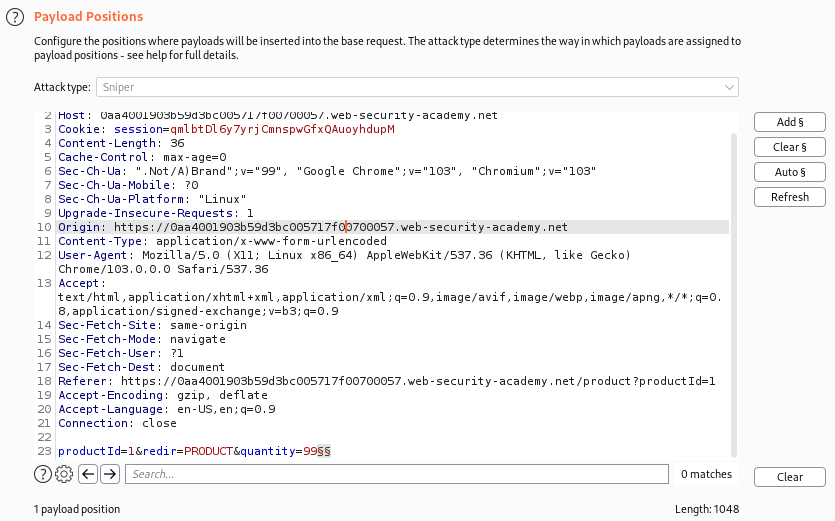 ? Payload Positions
Configure the positions where payloads will be inserted into the base request. The attack type determines the way in which payloads are assigned to
payload positions - see help for full details.
Attack type: Sniper
2 Host: 0aa4001903b59d3bc005717f00700057.web-security-academy.net
3 Cookie: session=qmlbtDl6y7yrjCmnspwGfxQAuoyhdupM
4 Content-Length: 36
5 Cache-Control: max-age=0
6 Sec-Ch-Ua: ".Not/A)Brand";v="99", "Google Chrome";v="103", "Chromium";v="103"
7 Sec-Ch-Ua-Mobile: ?0
8 Sec-Ch-Ua-Platform: "Linux"
9 Upgrade-Insecure-Requests: 1
10 Origin: https://0aa4001903b59d3bc005717f00700057.web-security-academy.net
11 Content-Type: application/x-www-form-urlencoded
12 User-Agent: Mozilla/5.0 (X11; Linux x86_64) AppleWebKit/537.36 (KHTML, like Gecko)
Chrome/103.0.0.0 Safari/537.36
13 Accept:
text/html,application/xhtml+xml,application/xml;q=0.9,image/avif,image/webp,image/apng,*/*;q=0.
8,application/signed-exchange;v=b3;q=0.9
14 Sec-Fetch-Site: same-origin
15 Sec-Fetch-Mode: navigate
16 Sec-Fetch-User: ?1
17 Sec-Fetch-Dest: document
18 Referer: https://0aa4001903b59d3bc005717f00700057.web-security-academy.net/product?productId=1
19 Accept-Encoding: gzip, deflate
20 Accept-Language: en-US,en;q=0.9
21 Connection: close
22
23 productId=1&redir=PRODUCT&quantity=99§§
Add §
Clear §
Auto §
Refresh
? Search... 0 matches Clear
1 payload position Length: 1048